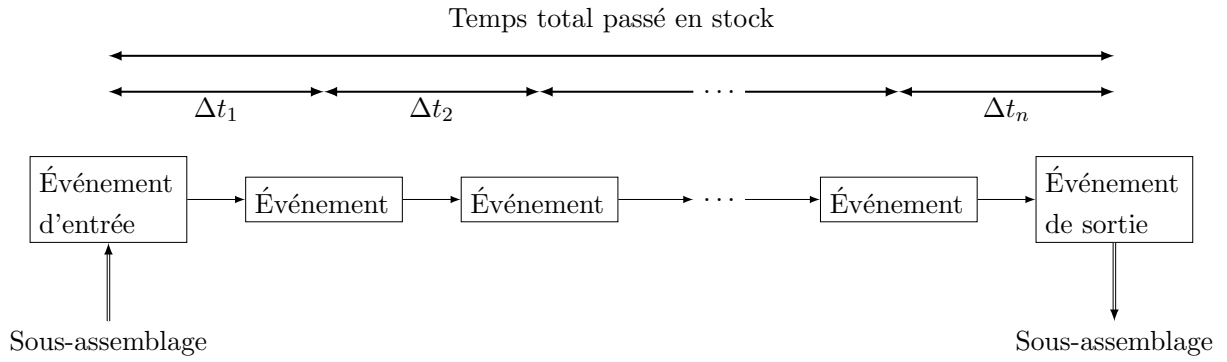 Temps total passé en stock
Δt1 Δt2 ··· Δtn
Événement
d'entrée
Événement
Événement
···
Événement
Événement
de sortie
Sous-assemblage
Sous-assemblage